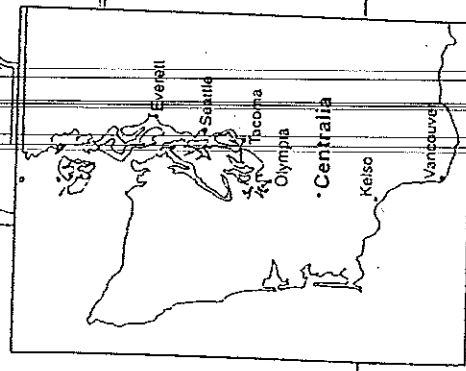 Everett
Seattle
Tacoma
Olympia
Centralia
Kelso
Vancouver